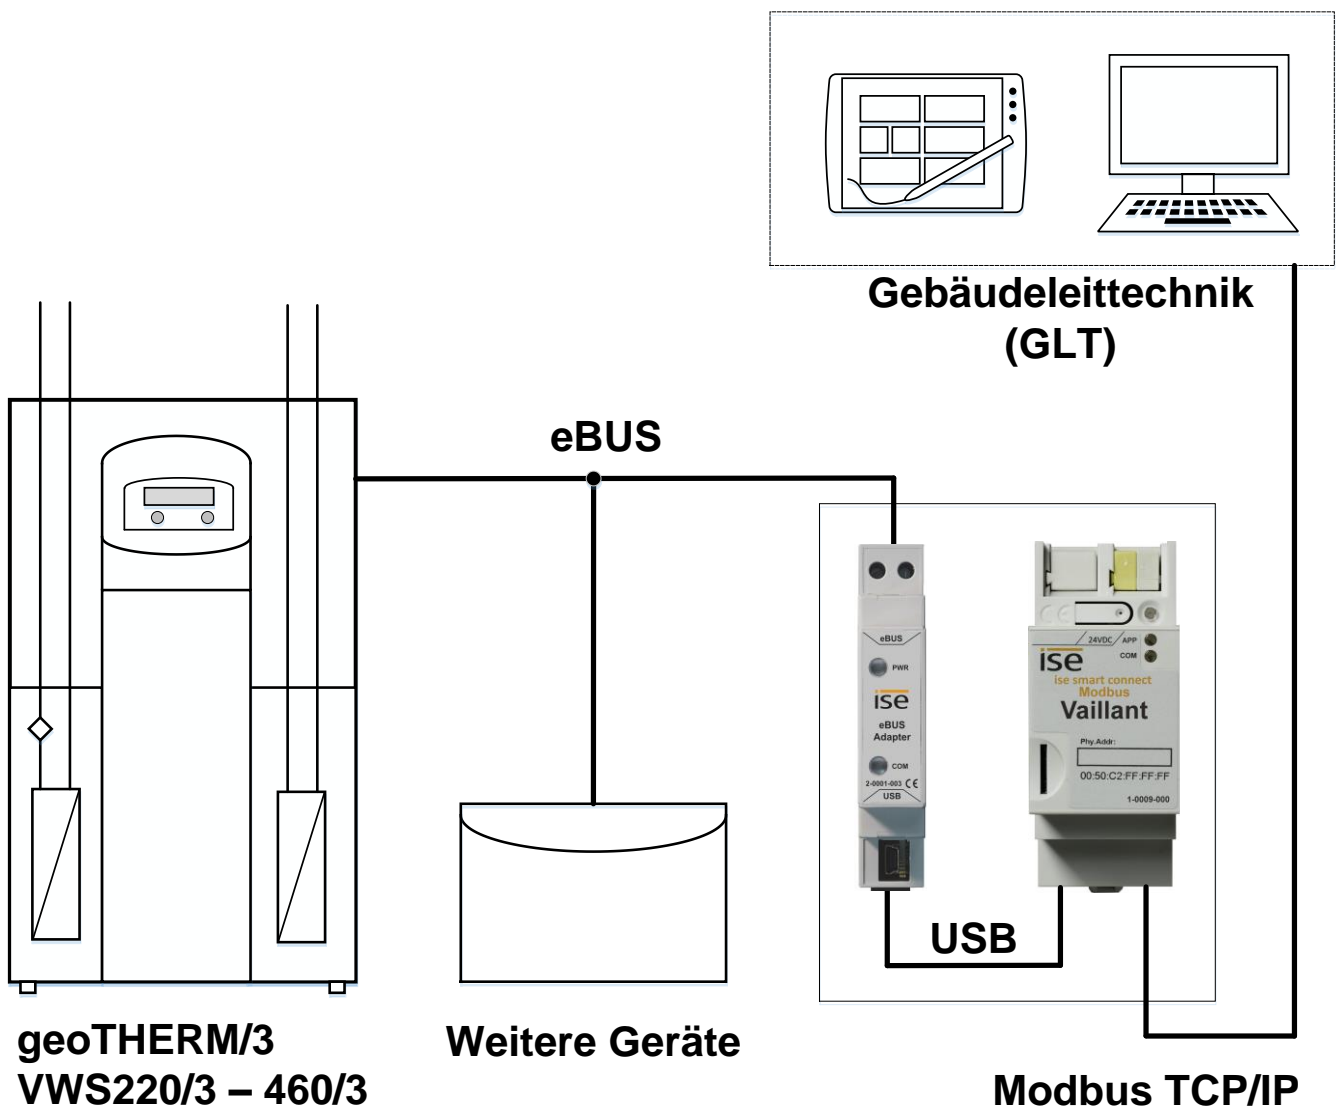 Gebäudeleittechnik
(GLT)
eBUS
eBUS
PWR
ise
eBUS
Adapter
COM
2-0001-003 CE
USB
24VDC APP
COM
ise
ise smart connect
Modbus
Vaillant
Phy.Addr:
00:50:C2:FF:FF:FF
1-0009-000
USB
geoTHERM/3
VWS220/3 – 460/3
Weitere Geräte
Modbus TCP/IP